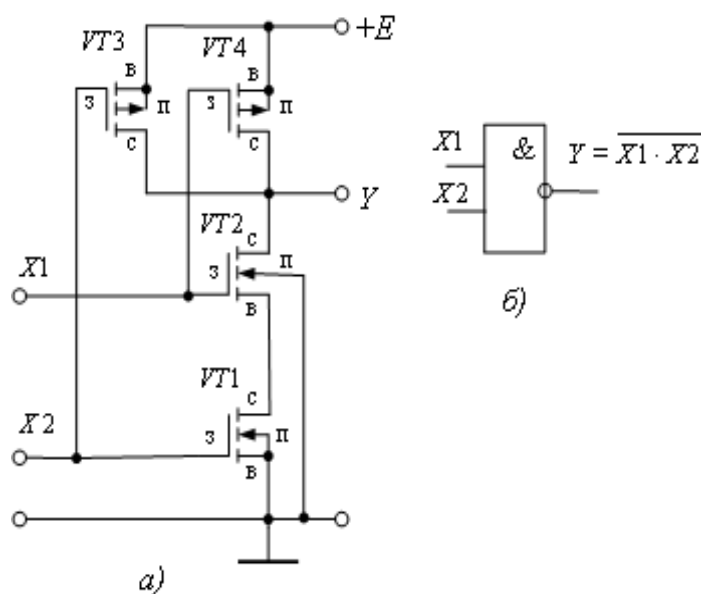 VT3
VT4
+E
В
В
З
П
З
П
С
С
X1
X2
&
Y = X1 · X2
Y
VT2
С
X1
З
П
В
б)
VT1
С
X2
З
П
В
а)